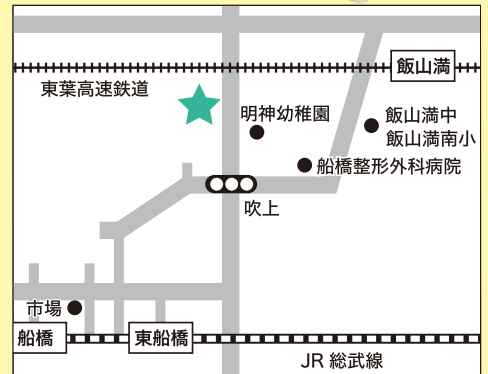 飯山満
東葉高速鉄道
明神幼稚園
飯山満中
飯山満南小
船橋整形外科病院
吹上
市場
船橋
東船橋
JR 総武線